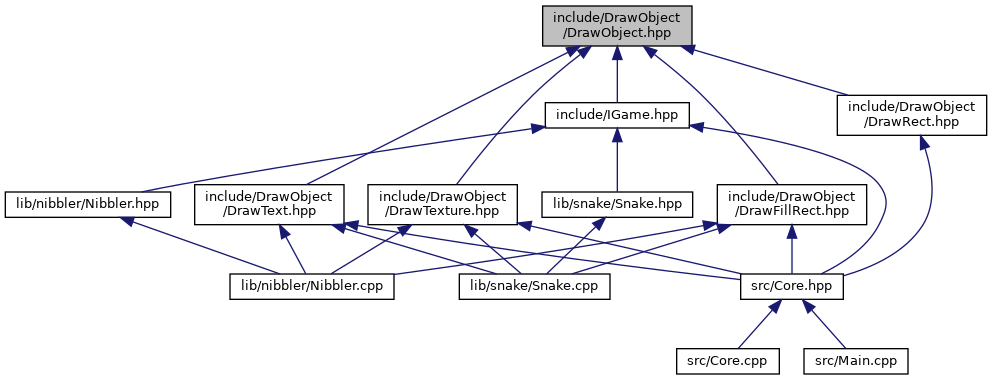 include/DrawObject
/DrawObject.hpp
include/IGame.hpp
include/DrawObject
/DrawRect.hpp
lib/nibbler/Nibbler.hpp
include/DrawObject
/DrawText.hpp
include/DrawObject
/DrawTexture.hpp
lib/snake/Snake.hpp
include/DrawObject
/DrawFillRect.hpp
lib/nibbler/Nibbler.cpp
lib/snake/Snake.cpp
src/Core.hpp
src/Core.cpp
src/Main.cpp